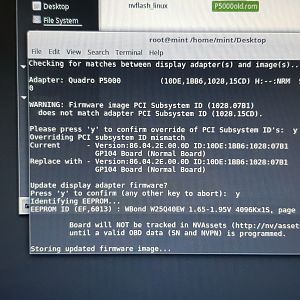 Desktop
File System
nvflash_linux
P5000old.rom
root@mint /home/mint/Desktop
File Edit View Search Terminal Help
Checking for matches between display adapter(s) and image(s)..
Adapter: Quadro P5000 (10DE,1BB6,1028,15CD) H:--:NRM S
0
WARNING: Firmware image PCI Subsystem ID (1028.07B1)
does not match adapter PCI Subsystem ID (1028.15CD).
Please press 'y' to confirm override of PCI Subsystem ID's: y
Overriding PCI subsystem ID mismatch
Current - Version:86.04.2E.00.0D ID:10DE:1BB6:1028:15CD
GP104 Board (Normal Board)
Replace with - Version:86.04.2E.00.0D ID:10DE:1BB6:1028:07B1
GP104 Board (Normal Board)
Update display adapter firmware?
Press 'y' to confirm (any other key to abort): y
Identifying EEPROM...
EEPROM ID (EF,6013) : WBond W25Q40EW 1.65-1.95V 4096Kx1S, page
Board will NOT be tracked in NVAssets (http://nv/asset
until a valid OBD data (SN and NVPN) is programmed.
Storing updated firmware image...